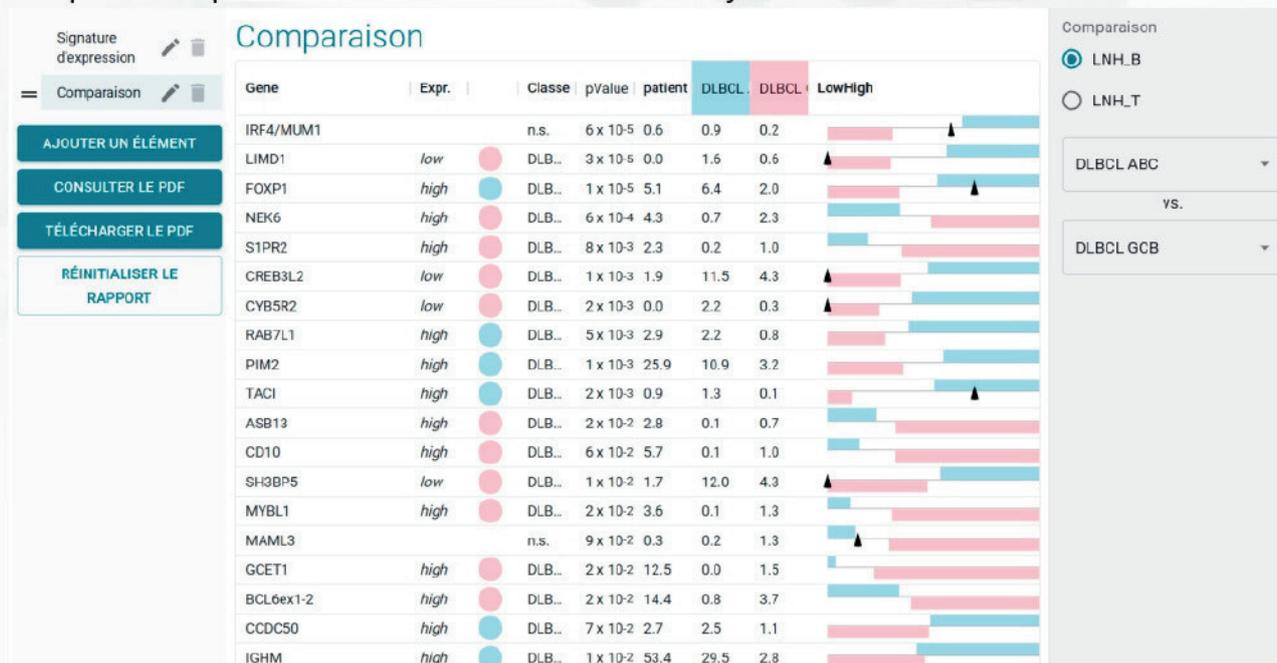 Signature
d'expression
Comparaison
AJOUTER UN ÉLÉMENT
CONSULTER LE PDF
TÉLÉCHARGER LE PDF
RÉINITIALISER LE
RAPPORT
Comparaison
Gene Expr. Classe pValue patient DLBCL DLBCL LowHigh
IRF4/MUM1 n.s. 6 x 10-5 0.6 0.9 0.2
LIMD1 low DLB... 3 x 10-5 0.0 1.6 0.6
FOXP1 high DLB... 1 x 10-5 5.1 6.4 2.0
NEK6 high DLB... 6 x 10-4 4.3 0.7 2.3
S1PR2 high DLB... 8 x 10-3 2.3 0.2 1.0
CREB3L2 low DLB... 1 x 10-3 1.9 11.5 4.3
CYB5R2 low DLB... 2 x 10-3 0.0 2.2 0.3
RAB7L1 high DLB... 5 x 10-3 2.9 2.2 0.8
PIM2 high DLB... 1 x 10-3 25.9 10.9 3.2
TACI high DLB... 2 x 10-3 0.9 1.3 0.1
ASB13 high DLB... 2 x 10-2 2.8 0.1 0.7
CD10 high DLB... 6 x 10-2 5.7 0.1 1.0
SH3BP5 low DLB... 1 x 10-2 1.7 12.0 4.3
MYBL1 high DLB... 2 x 10-2 3.6 0.1 1.3
MAML3 n.s. 9 x 10-2 0.3 0.2 1.3
GCET1 high DLB... 2 x 10-2 12.5 0.0 1.5
BCL6ex1-2 high DLB... 2 x 10-2 14.4 0.8 3.7
CCDC50 high DLB... 7 x 10-2 2.7 2.5 1.1
IGHM high DLB... 1 x 10-2 53.4 29.5 2.8
Comparaison
LNH_B
LNH_T
DLBCL ABC
vs.
DLBCL GCB